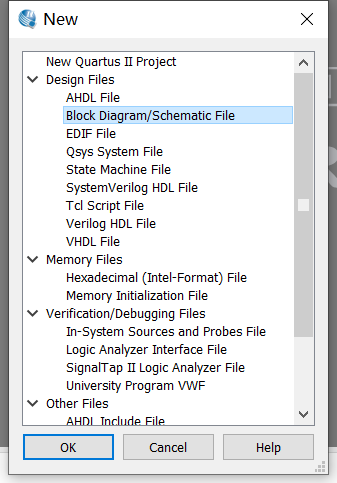 New
New Quartus II Project
Design Files
AHDL File
Block Diagram/Schematic File
EDIF File
Qsys System File
State Machine File
SystemVerilog HDL File
Tcl Script File
Verilog HDL File
VHDL File
Memory Files
Hexadecimal (Intel-Format) File
Memory Initialization File
Verification/Debugging Files
In-System Sources and Probes File
Logic Analyzer Interface File
SignalTap II Logic Analyzer File
University Program VWF
Other Files
AHDL Include File
OK
Cancel
Help